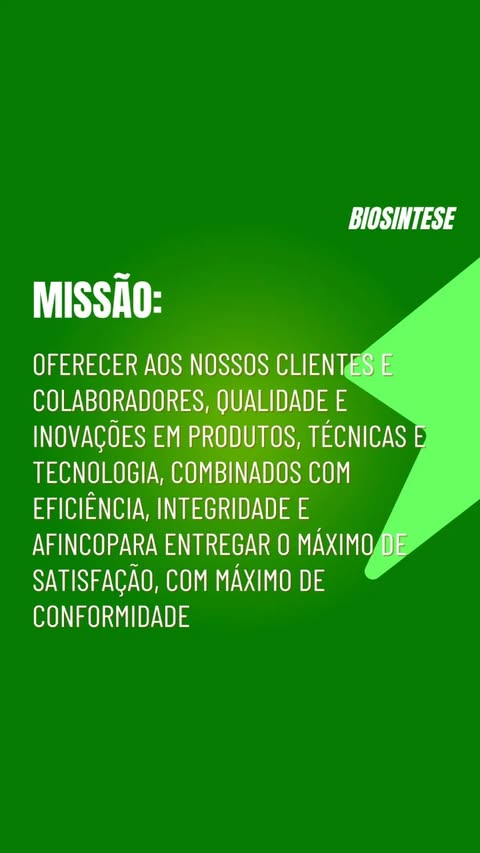 BIOSINTESE
MISSÃO:
OFERECER AOS NOSSOS CLIENTES E
COLABORADORES, QUALIDADE E
INOVAÇÕES EM PRODUTOS, TÉCNICAS E
TECNOLOGIA, COMBINADOS COM
EFICIÊNCIA, INTEGRIDADE E
AFINCOPARA ENTREGAR O MÁXIMO DE
SATISFAÇÃO, COM MÁXIMO DE
CONFORMIDADE